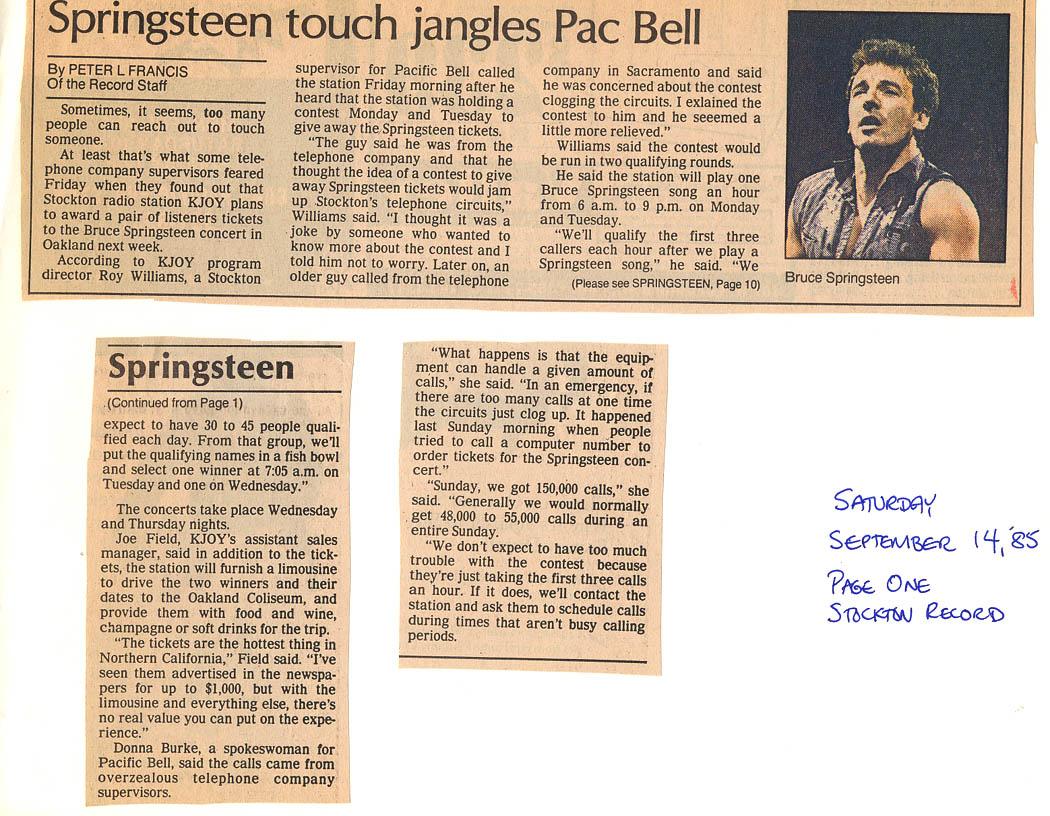 Springsteen touch jangles Pac Bell
By PETER L FRANCIS
Of the Record Staff
Sometimes, it seems, too many
people can reach out to touch
someone.
At least that's what some tele-
phone company supervisors feared
Friday when they found out that
Stockton radio station KJOY plans
to award a pair of listeners tickets
to the Bruce Springsteen concert in
Oakland next week.
According to KJOY program
director Roy Williams, a Stockton
supervisor for Pacific Bell called
the station Friday morning after he
heard that the station was holding a
contest Monday and Tuesday to
give away the Springsteen tickets.
"The guy said he was from the
telephone company and that he
thought the idea of a contest to give
away Springsteen tickets would jam
up Stockton's telephone circuits,"
Williams said. "I thought it was a
joke by someone who wanted to
know more about the contest and I
told him not to worry. Later on, an
older guy called from the telephone
company in Sacramento and said
he was concerned about the contest
clogging the circuits. I exlained the
contest to him and he seeemed a
little more relieved."
Williams said the contest would
be run in two qualifying rounds.
He said the station will play one
Bruce Springsteen song an hour
from 6 a.m. to 9 p.m. on Monday
and Tuesday.
"We'll qualify the first three
callers each hour after we play a
Springsteen song," he said. "We
(Please see SPRINGSTEEN, Page 10)
Bruce Springsteen
Springsteen
(Continued from Page 1)
expect to have 30 to 45 people quali-
fied each day. From that group, we'll
put the qualifying names in a fish bowl
and select one winner at 7:05 a.m. on
Tuesday and one on Wednesday."
The concerts take place Wednesday
and Thursday nights.
Joe Field, KJOY's assistant sales
manager, said in addition to the tick-
ets, the station will furnish a limousine
to drive the two winners and their
dates to the Oakland Coliseum, and
provide them with food and wine,
champagne or soft drinks for the trip.
"The tickets are the hottest thing in
Northern California," Field said. "I've
seen them advertised in the newspa-
pers for up to $1,000, but with the
limousine and everything else, there's
no real value you can put on the expe-
rience."
Donna Burke, a spokeswoman for
Pacific Bell, said the calls came from
overzealous telephone company
supervisors.
"What happens is that the equip-
ment can handle a given amount of
calls," she said. "In an emergency, if
there are too many calls at one time
the circuits just clog up. It happened
last Sunday morning when people
tried to call a computer number to
order tickets for the Springsteen con-
cert."
"Sunday, we got 150,000 calls," she
said. "Generally we would normally
get 48,000 to 55,000 calls during an
entire Sunday.
"We don't expect to have too much
trouble with the contest because
they're just taking the first three calls
an hour. If it does, we'll contact the
station and ask them to schedule calls
during times that aren't busy calling
periods.
SATURDAY
SEPTEMBER 14, '85
PAGE ONE
STOCKTON RECORD